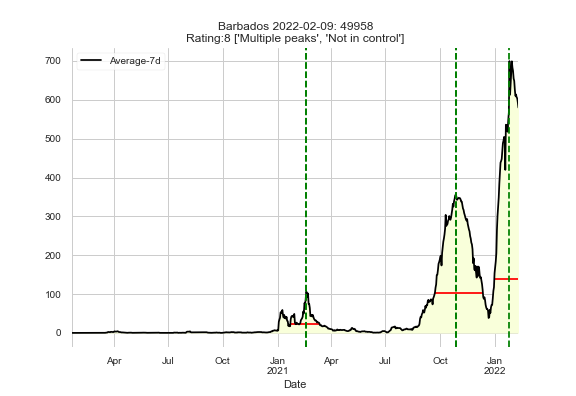 Barbados 2022-02-09: 49958
Rating:8 ['Multiple peaks', 'Not in control']
Average-7d
700
600
500
400
300
200
100
0
Apr Jul Oct Jan Apr Jul Oct Jan
2021 2022
Date